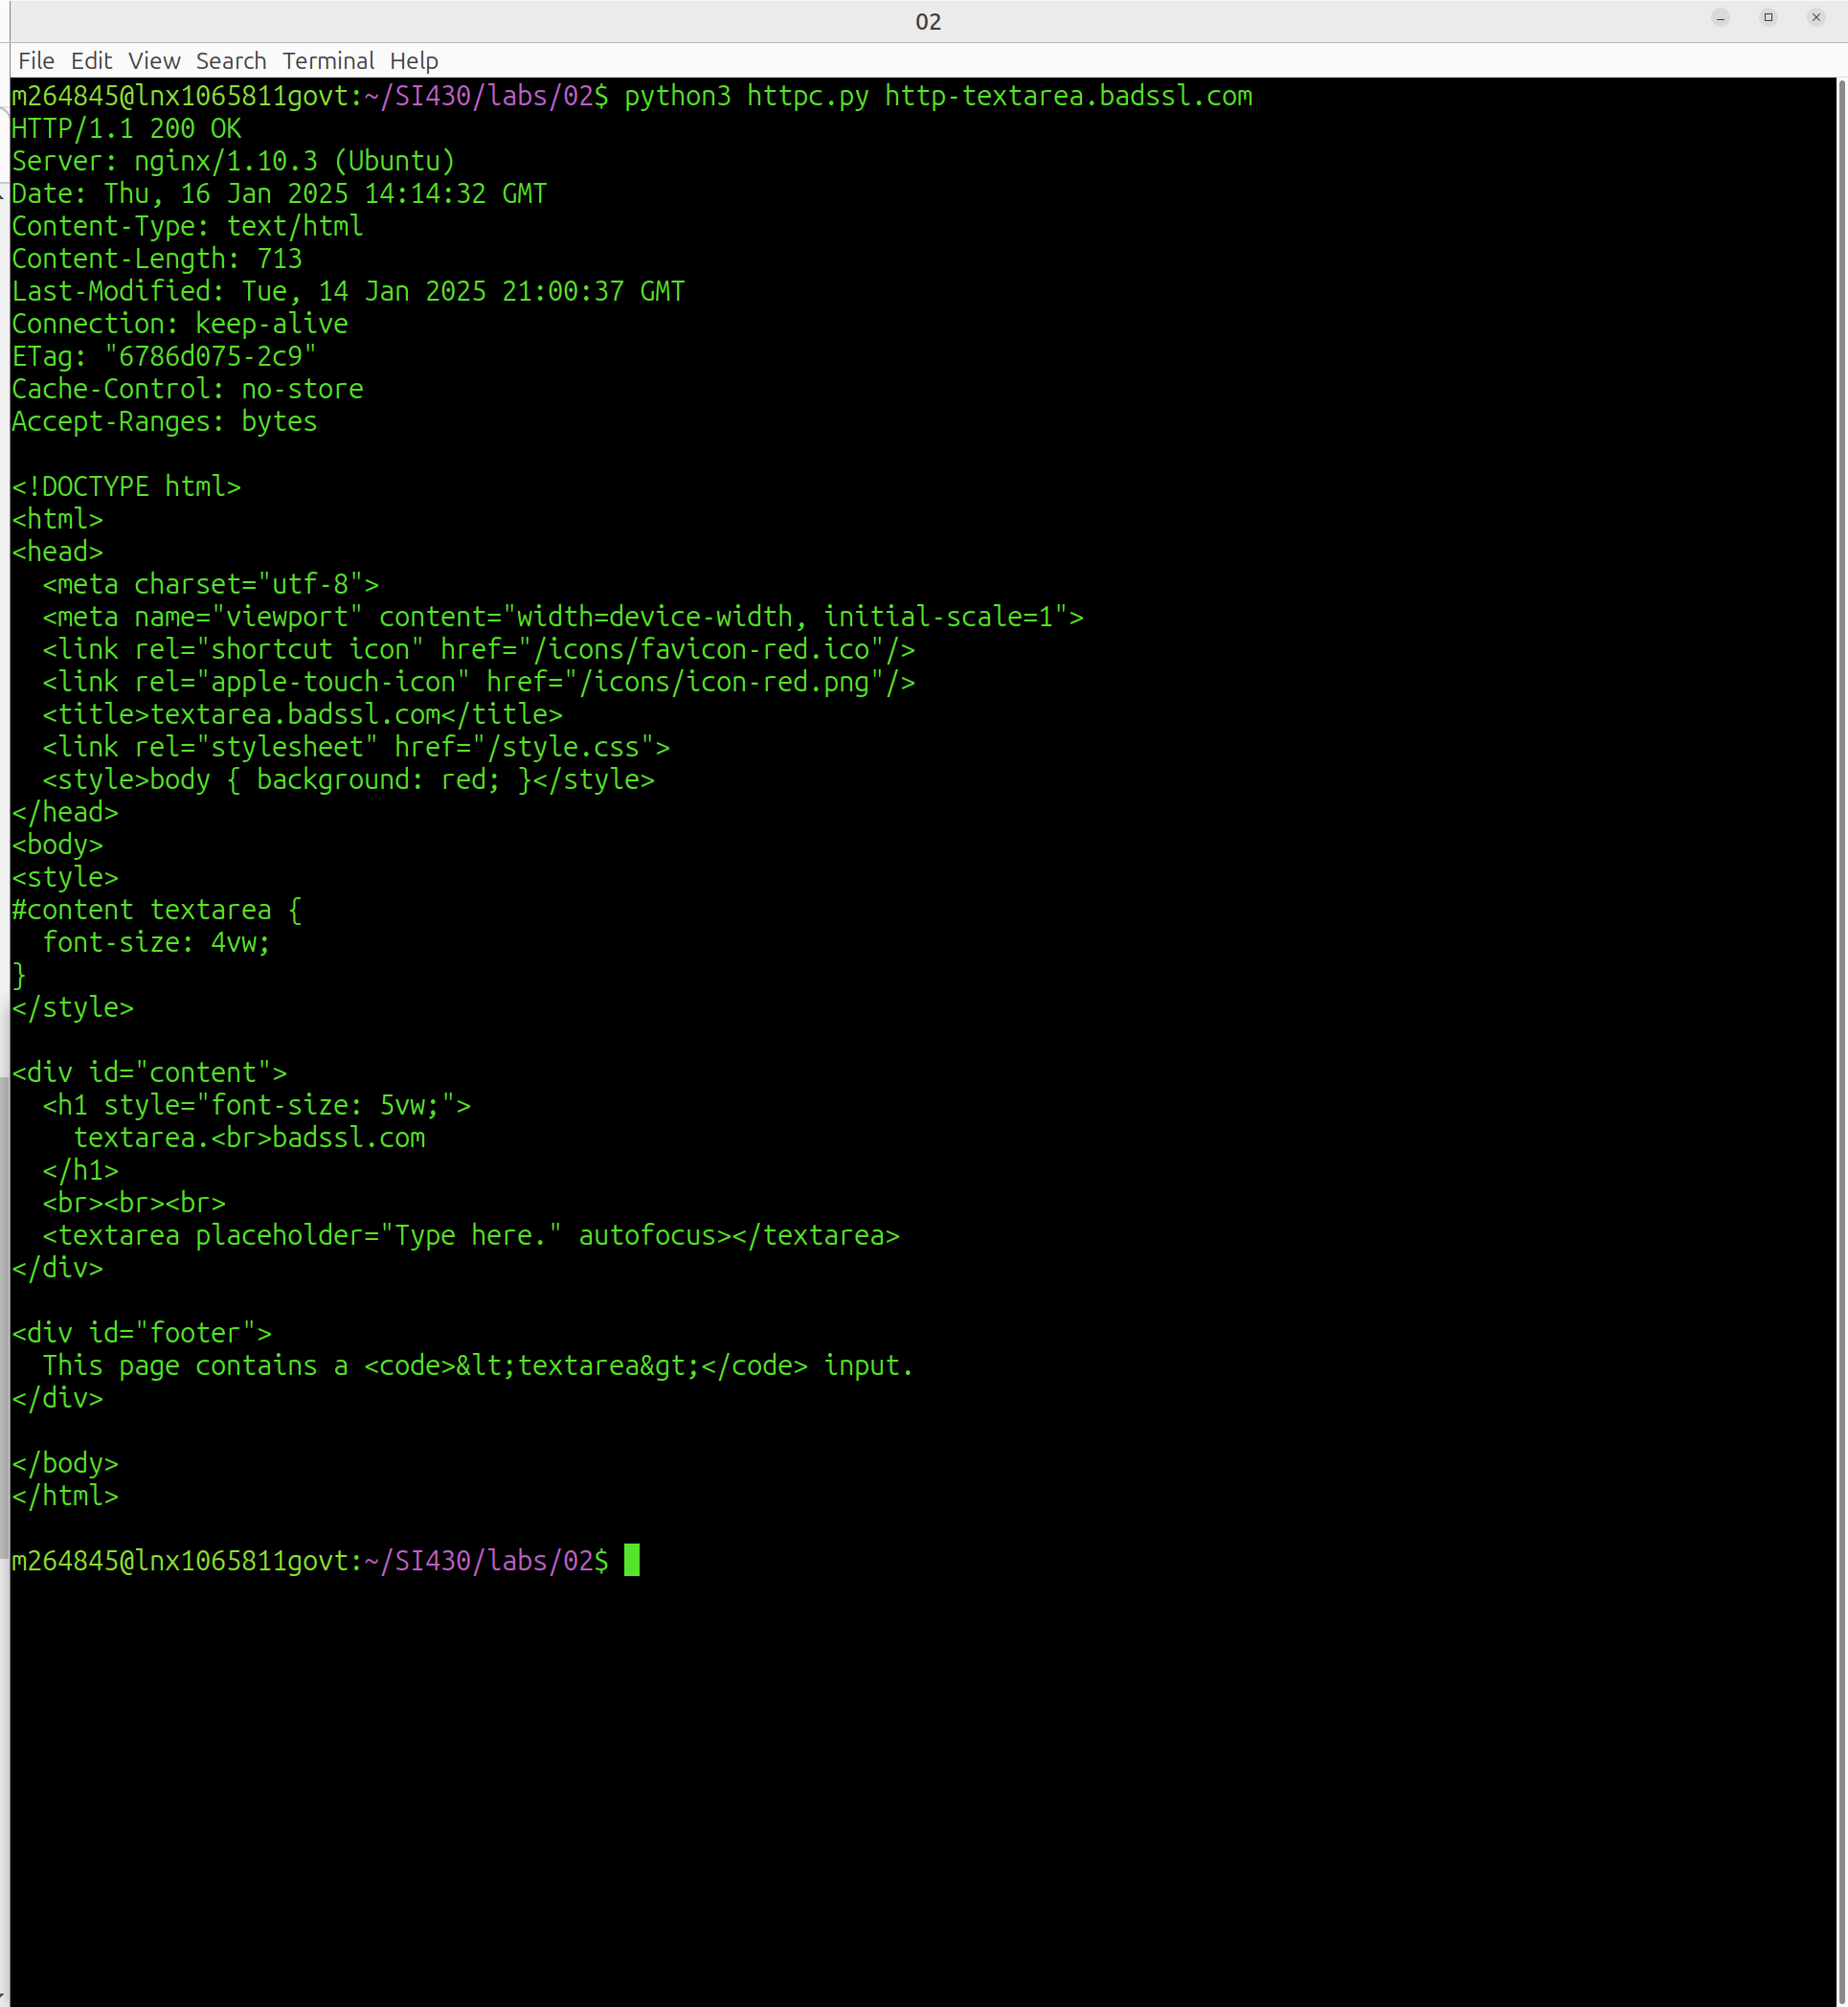 02
File Edit View Search Terminal Help
m264845@lnx1065811govt:~/SI430/labs/02$ python3 httpc.py http-textarea.badssl.com
HTTP/1.1 200 OK
Server: nginx/1.10.3 (Ubuntu)
Date: Thu, 16 Jan 2025 14:14:32 GMT
Content-Type: text/html
Content-Length: 713
Last-Modified: Tue, 14 Jan 2025 21:00:37 GMT
Connection: keep-alive
ETag: "6786d075-2c9"
Cache-Control: no-store
Accept-Ranges: bytes

<!DOCTYPE html>
<html>
<head>
  <meta charset="utf-8">
  <meta name="viewport" content="width=device-width, initial-scale=1">
  <link rel="shortcut icon" href="/icons/favicon-red.ico"/>
  <link rel="apple-touch-icon" href="/icons/icon-red.png"/>
  <title>textarea.badssl.com</title>
  <link rel="stylesheet" href="/style.css">
  <style>body { background: red; }</style>
</head>
<body>
<style>
#content textarea {
  font-size: 4vw;
}
</style>

<div id="content">
  <h1 style="font-size: 5vw;">
    textarea.<br>badssl.com
  </h1>
  <br><br><br>
  <textarea placeholder="Type here." autofocus></textarea>
</div>

<div id="footer">
  This page contains a <code>&lt;textarea&gt;</code> input.
</div>

</body>
</html>

m264845@lnx1065811govt:~/SI430/labs/02$